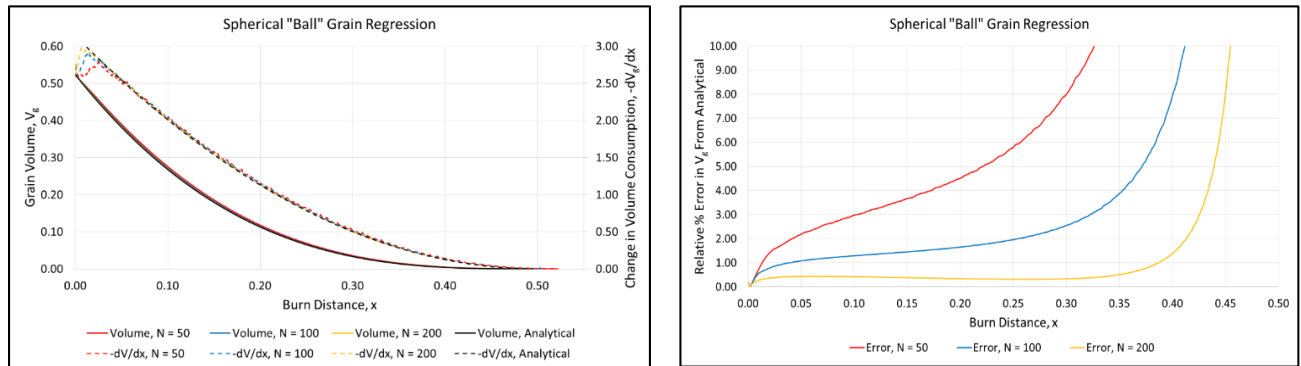 Spherical "Ball" Grain Regression
0.60
0.50
0.40
0.30
0.20
0.10
0.00
Grain Volume, Vg
3.00
2.50
2.00
1.50
1.00
0.50
0.00
Change in Volume Consumption, -dVg/dx
0.00 0.10 0.20 0.30 0.40 0.50
Burn Distance, x
Volume, N = 50 Volume, N = 100 Volume, N = 200 Volume, Analytical
-dV/dx, N = 50 -dV/dx, N = 100 -dV/dx, N = 200 -dV/dx, Analytical
Spherical "Ball" Grain Regression
10.00
9.00
8.00
7.00
6.00
5.00
4.00
3.00
2.00
1.00
0.00
Relative % Error in Vg From Analytical
0.00 0.05 0.10 0.15 0.20 0.25 0.30 0.35 0.40 0.45 0.50
Burn Distance, x
Error, N = 50 Error, N = 100 Error, N = 200